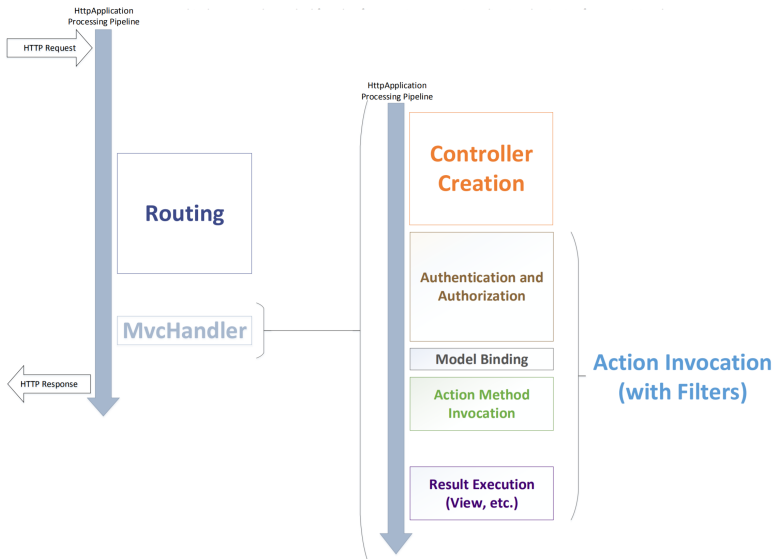 HttpApplication
Processing Pipeline
HTTP Request
Routing
MvcHandler
HTTP Response
HttpApplication
Processing Pipeline
Controller
Creation
Authentication and
Authorization
Model Binding
Action Method
Invocation
Result Execution
(View, etc.)
Action Invocation
(with Filters)